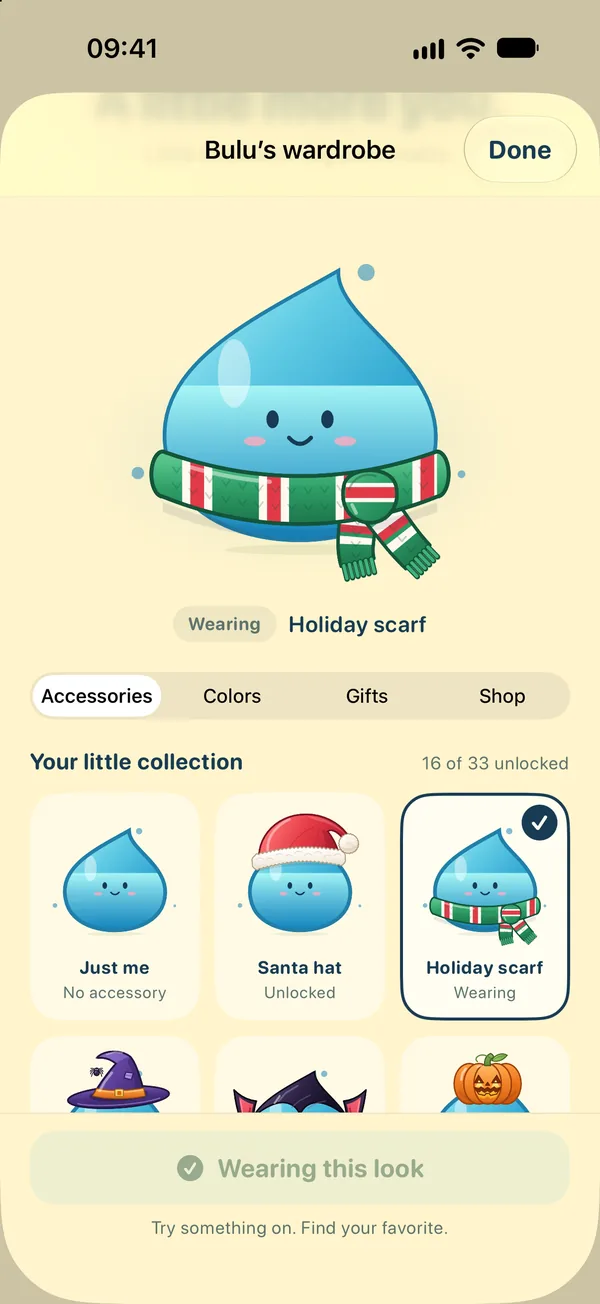 09:41
Bulu’s wardrobe
Done
Wearing Holiday scarf
Accessories Colors Gifts Shop
Your little collection 16 of 33 unlocked
Just me Santa hat Holiday scarf
No accessory Unlocked Wearing
Wearing this look
Try something on. Find your favorite.